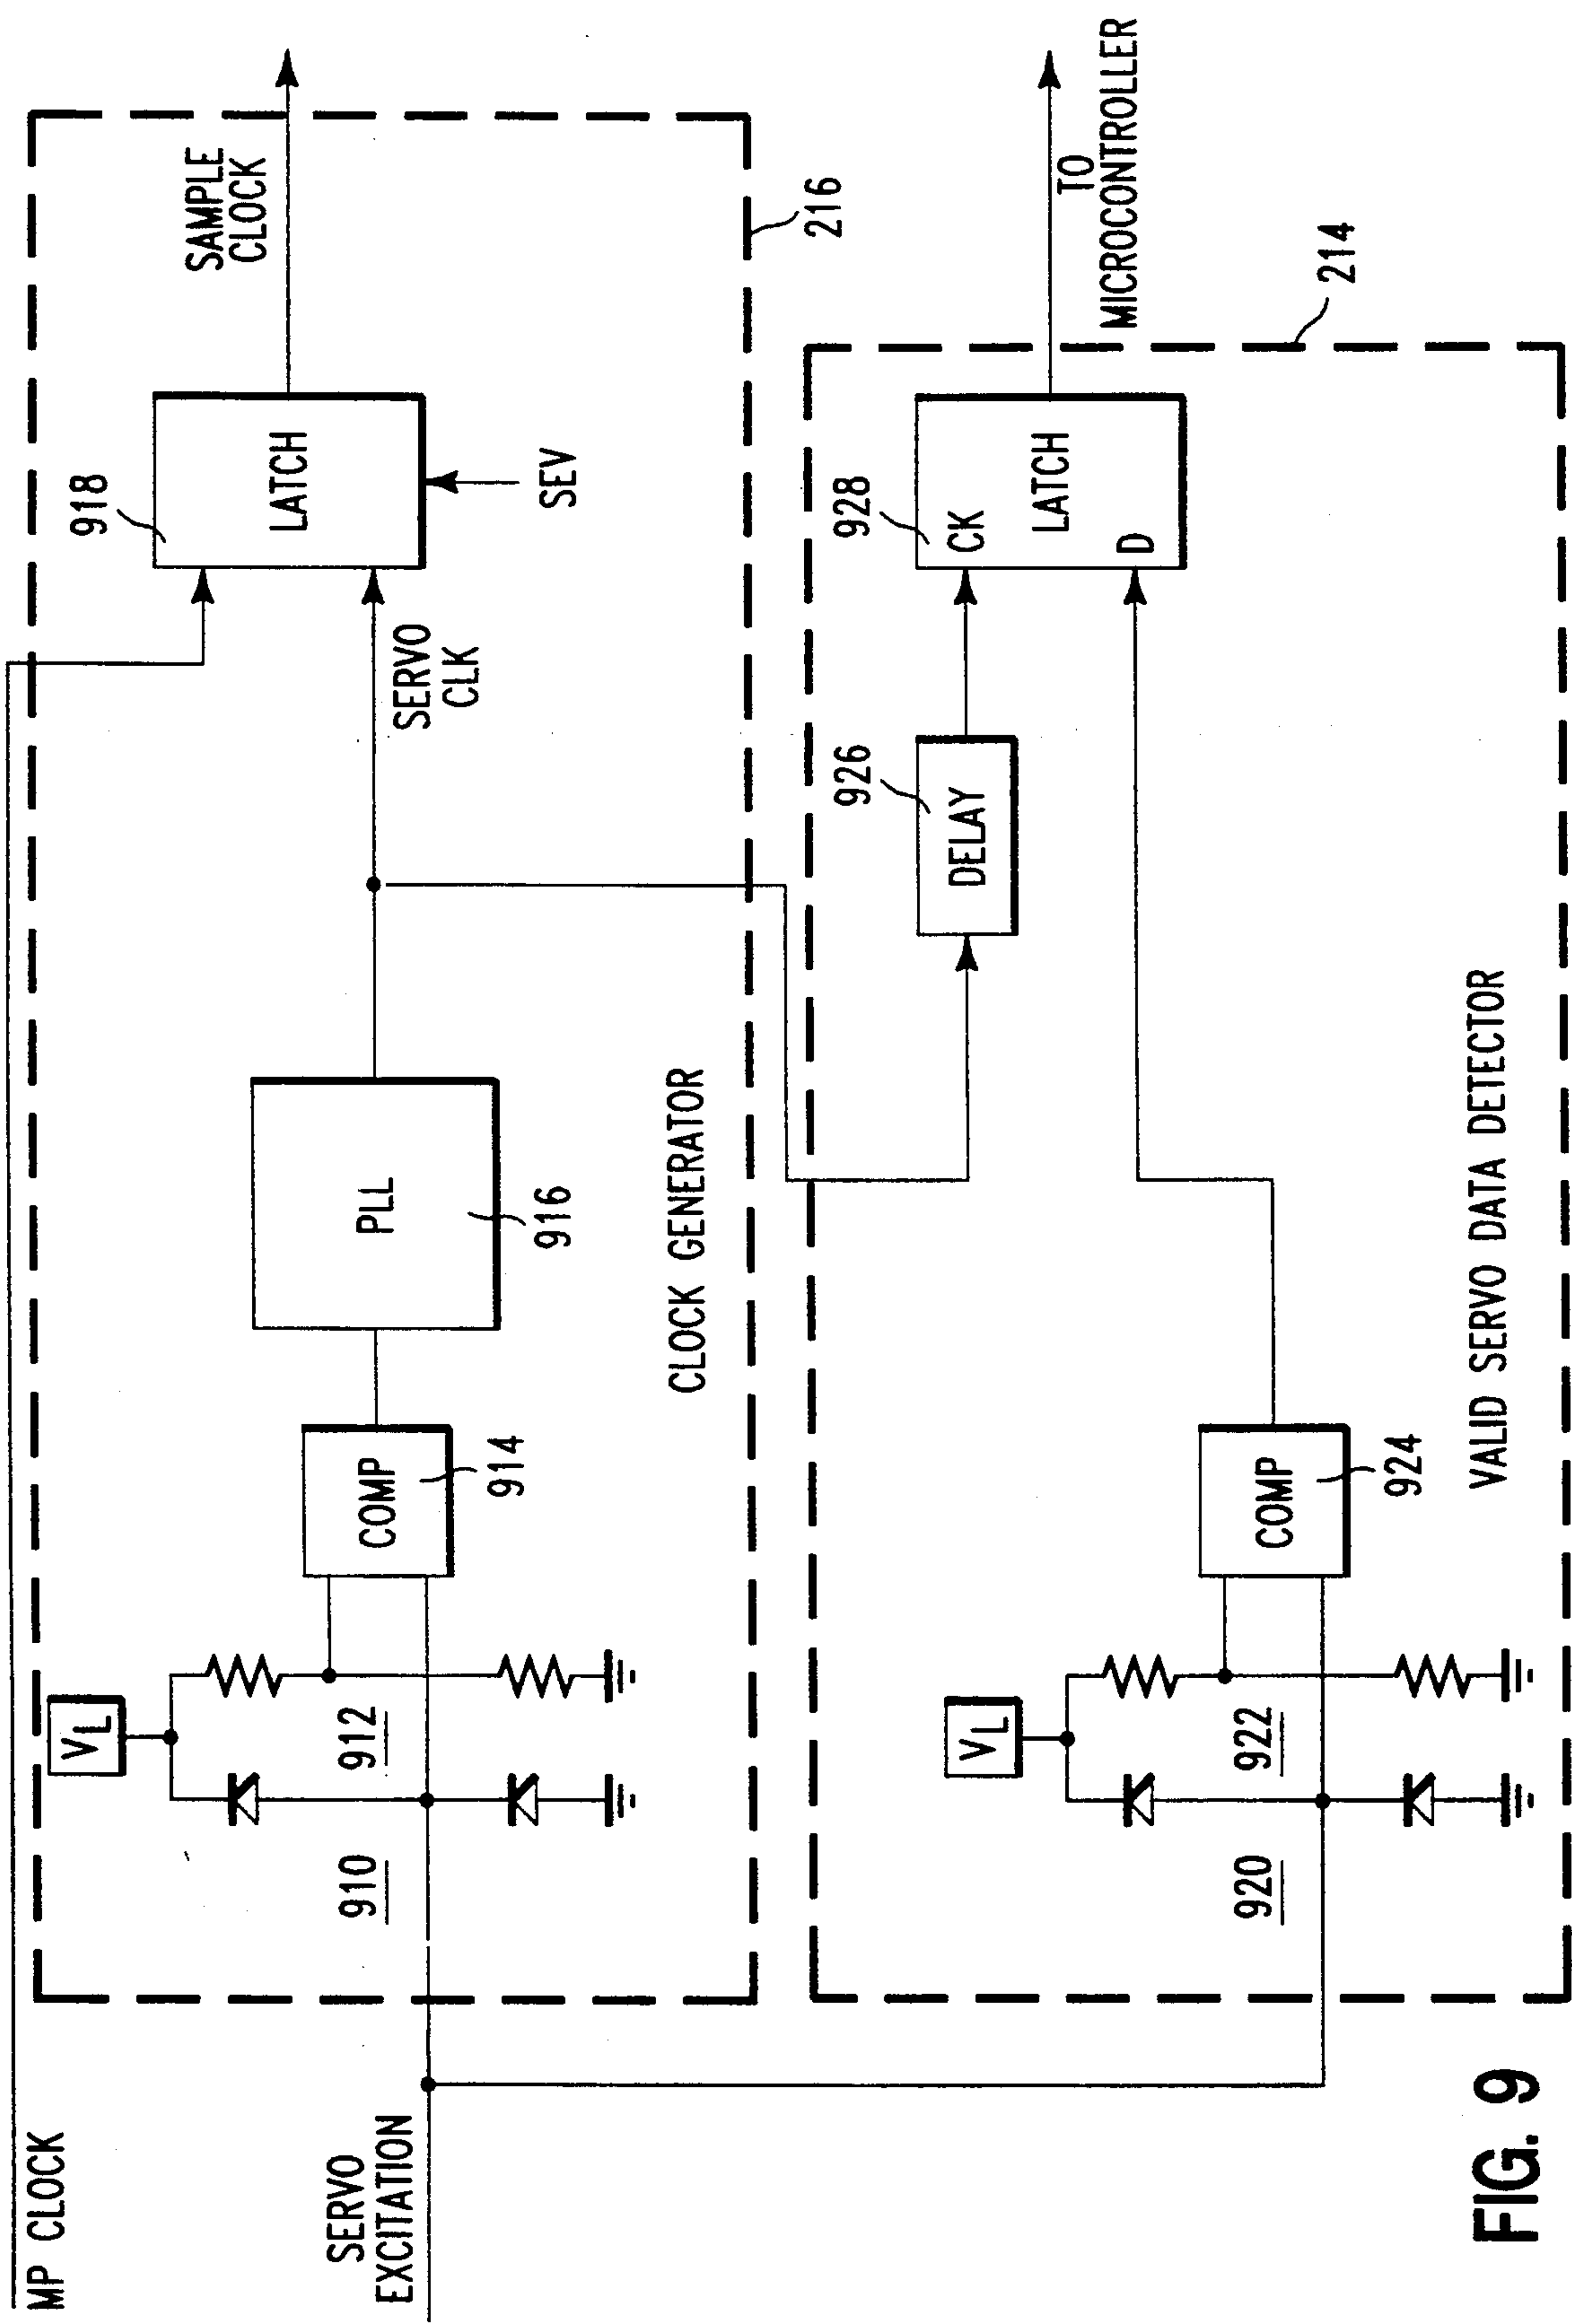 MP CLOCK
SERVO
EXCITATION
910
912
V_L
COMP
914
PLL
916
SERVO
CLK
918
LATCH
SEV
SAMPLE
CLOCK
CLOCK GENERATOR
216
920
922
V_L
COMP
924
926
DELAY
928
CK
LATCH
D
TO
MICROCONTROLLER
214
VALID SERVO DATA DETECTOR
FIG. 9